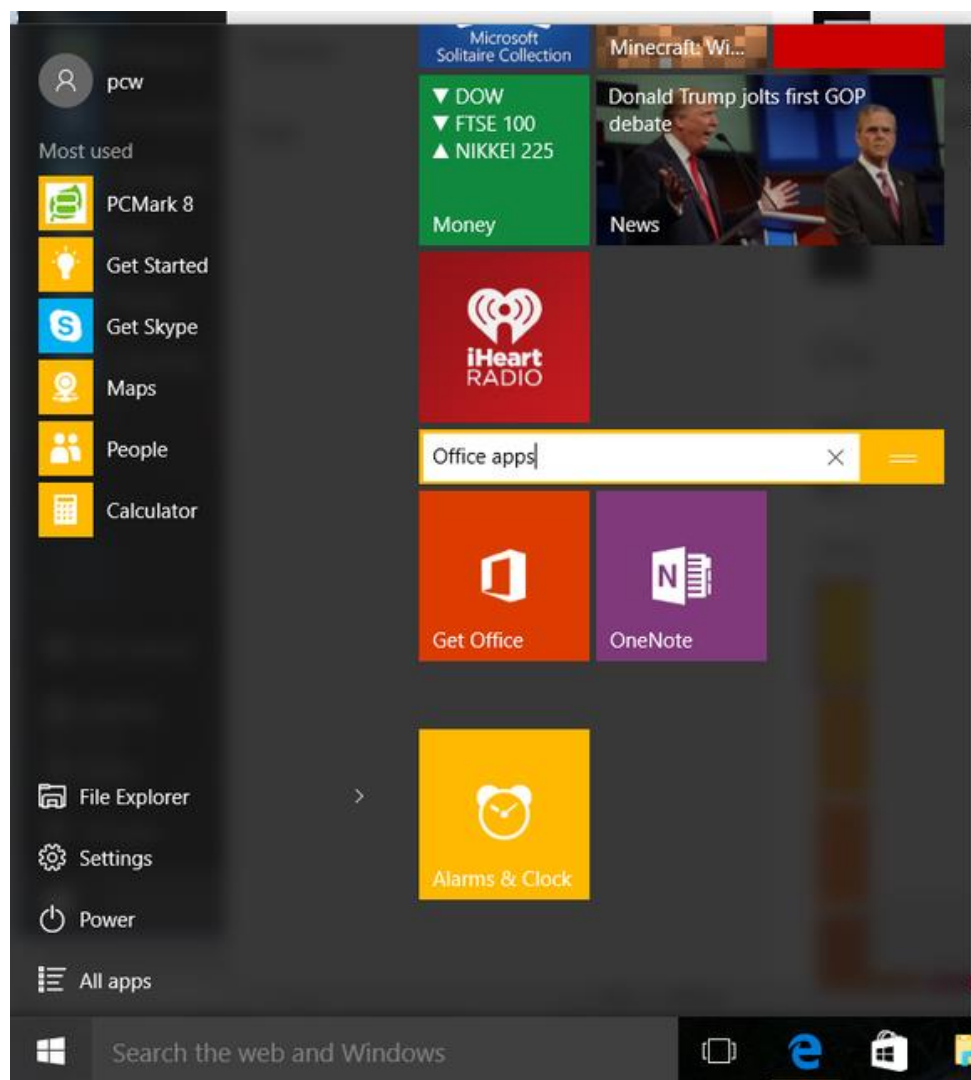 pcw
Most used
PCMark 8
Get Started
Get Skype
Maps
People
Calculator
File Explorer
Settings
Power
All apps
Microsoft
Solitaire Collection
Minecraft: Wi...
DOW
FTSE 100
NIKKEI 225
Money
Donald Trump jolts first GOP
debate
News
iHeart
RADIO
Office apps
Get Office
N
OneNote
Alarms & Clock
Search the web and Windows